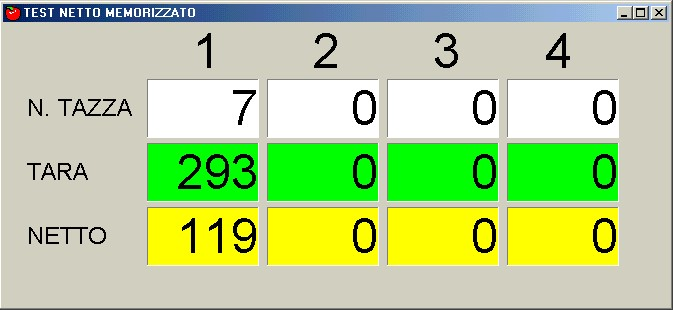 TEST NETTO MEMORIZZATO
1 2 3 4
N. TAZZA 7 0 0 0
TARA 293 0 0 0
NETTO 119 0 0 0